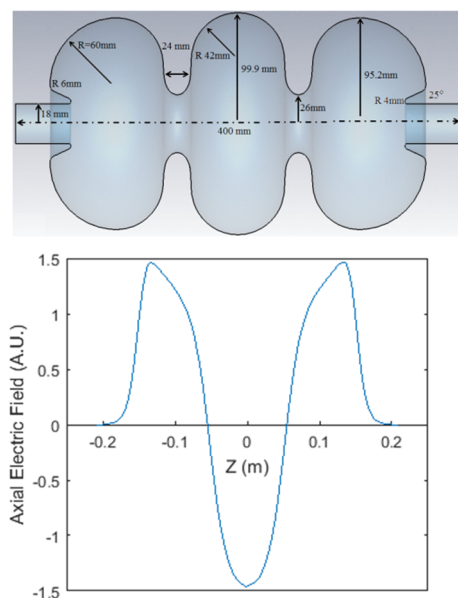 R=60mm
24 mm
R 42mm
99.9 mm
95.2mm
R 6mm
R 4mm
25°
18 mm
26mm
400 mm
1.5
1
0.5
0
-0.5
-1
-1.5
-0.2
-0.1
0
0.1
0.2
Z (m)
Axial Electric Field (A.U.)